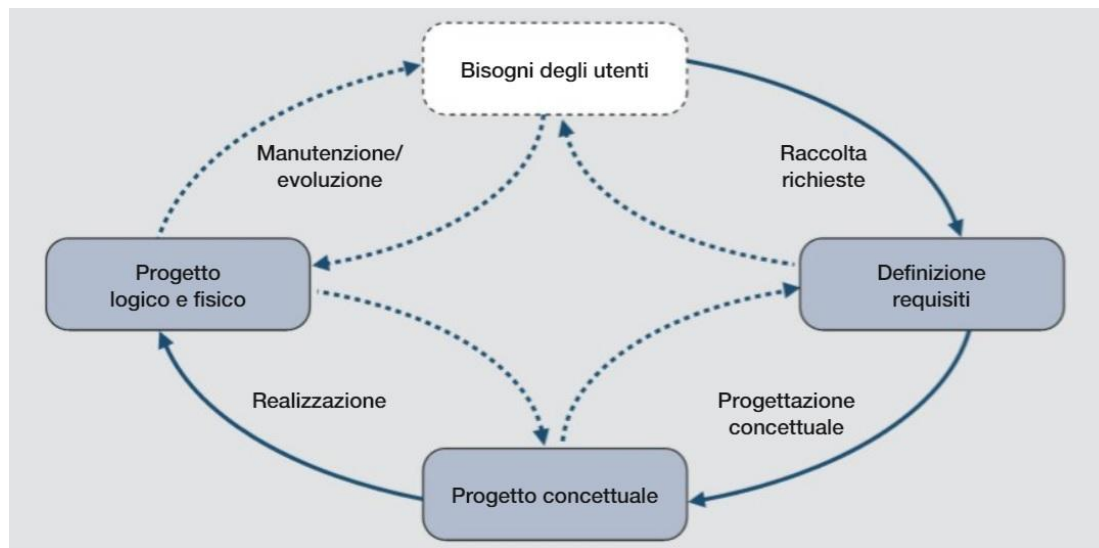 Bisogni degli utenti
Manutenzione/
evoluzione
Raccolta
richieste
Progetto
logico e fisico
Definizione
requisiti
Realizzazione
Progettazione
concettuale
Progetto concettuale